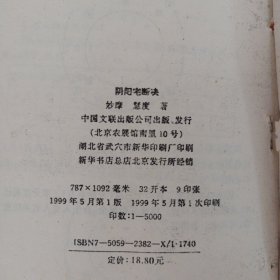 阴阳宅断决
妙摩 慧度 著
中国文联出版公司出版、发行
(北京农展馆南里10号)
湖北省武穴市新华印刷厂印刷
新华书店总店北京发行所经销
787×1092毫米 32开本 9印张
1999年5月第1版 1999年5月第1次印刷
印数:1-5000
ISBN7-5059-2382-X/L·1740
定价:18.80元